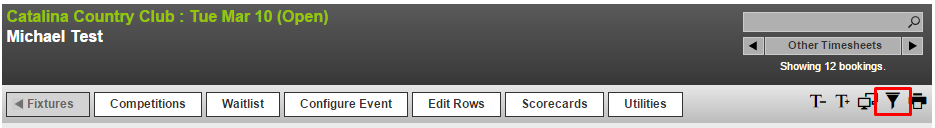 Catalina Country Club : Tue Mar 10 (Open)
Michael Test
Other Timesheets
Showing 12 bookings.
Fixtures
Competitions
Waitlist
Configure Event
Edit Rows
Scorecards
Utilities
T-
T+